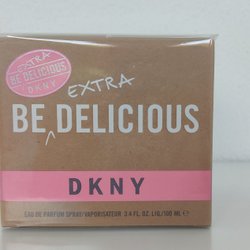 EXTRA
BE DELICIOUS
DKNY
EXTRA
BE DELICIOUS
DKNY
EAU DE PARFUM SPRAY/VAPORISATEUR 3.4 FL. OZ. LIQ/100 ML ℮